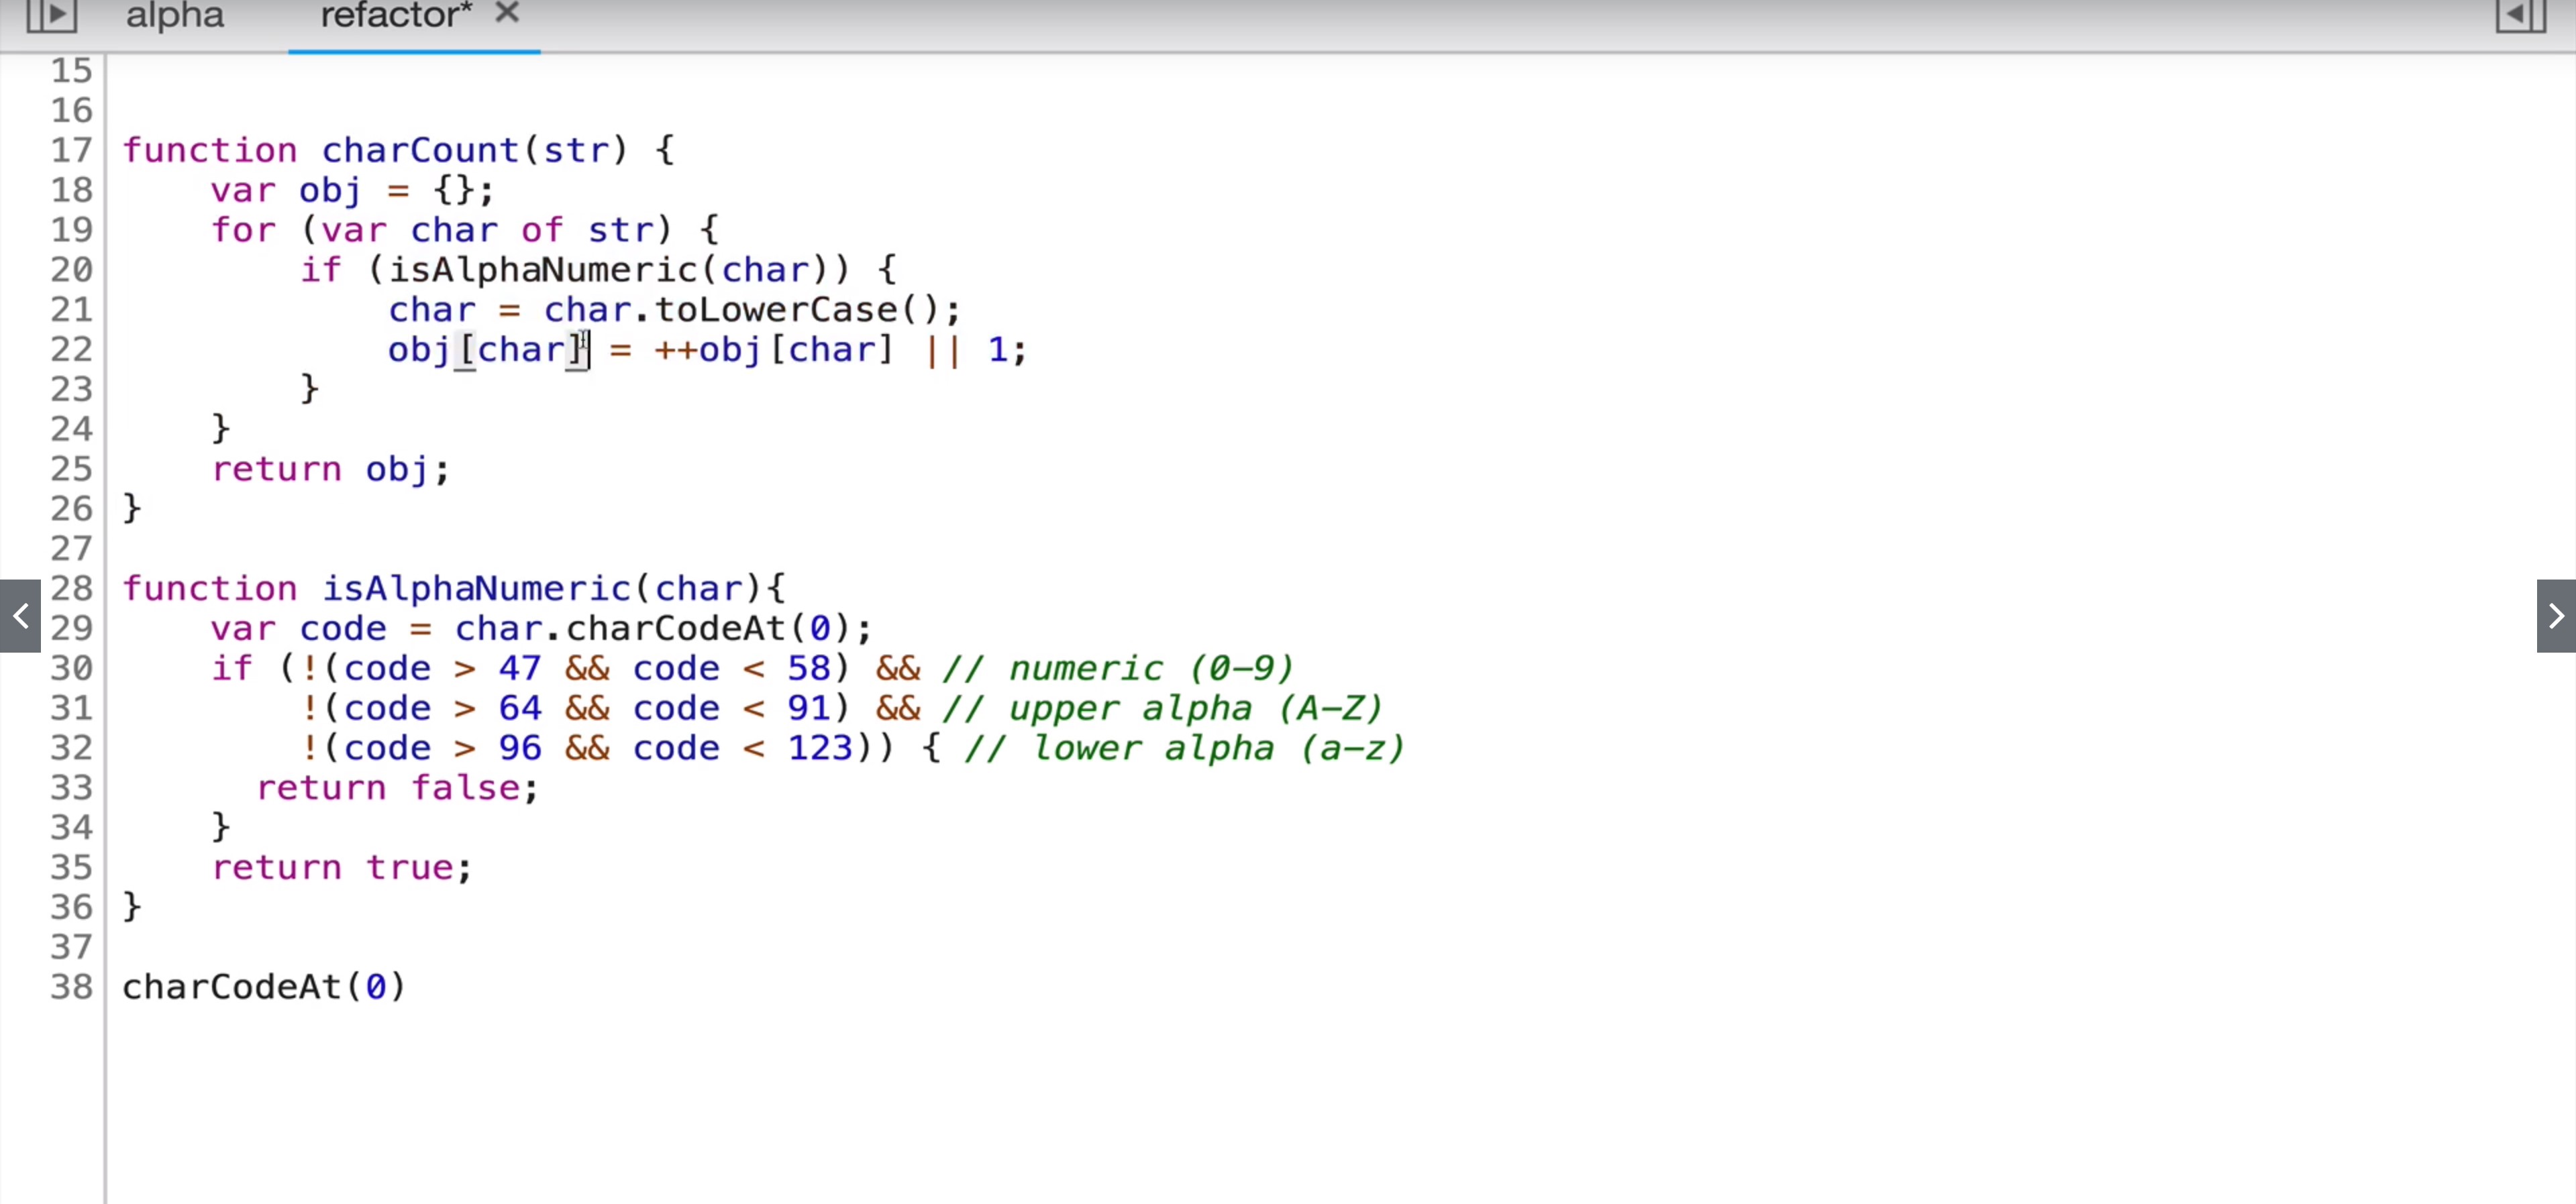 alpha refactor* ×
15
16
17 function charCount(str) {
18     var obj = {};
19     for (var char of str) {
20         if (isAlphaNumeric(char)) {
21             char = char.toLowerCase();
22             obj[char] = ++obj[char] || 1;
23         }
24     }
25     return obj;
26 }
27
28 function isAlphaNumeric(char){
29     var code = char.charCodeAt(0);
30     if (!(code > 47 && code < 58) && // numeric (0-9)
31         !(code > 64 && code < 91) && // upper alpha (A-Z)
32         !(code > 96 && code < 123)) { // lower alpha (a-z)
33       return false;
34     }
35     return true;
36 }
37
38 charCodeAt(0)